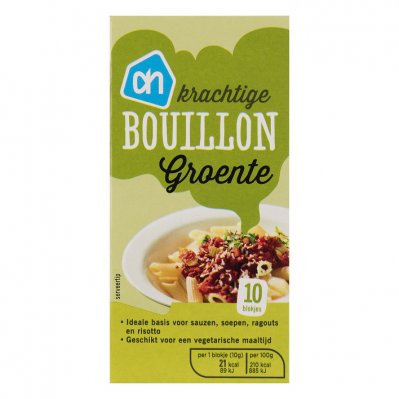 ah
krachtige
BOUILLON
Groente
serveertip
10
blokjes
• Ideale basis voor sauzen, soepen, ragouts
en risotto
• Geschikt voor een vegetarische maaltijd
per 1 blokje (10g) per 100g
21 kcal 210 kcal
89 kJ 885 kJ